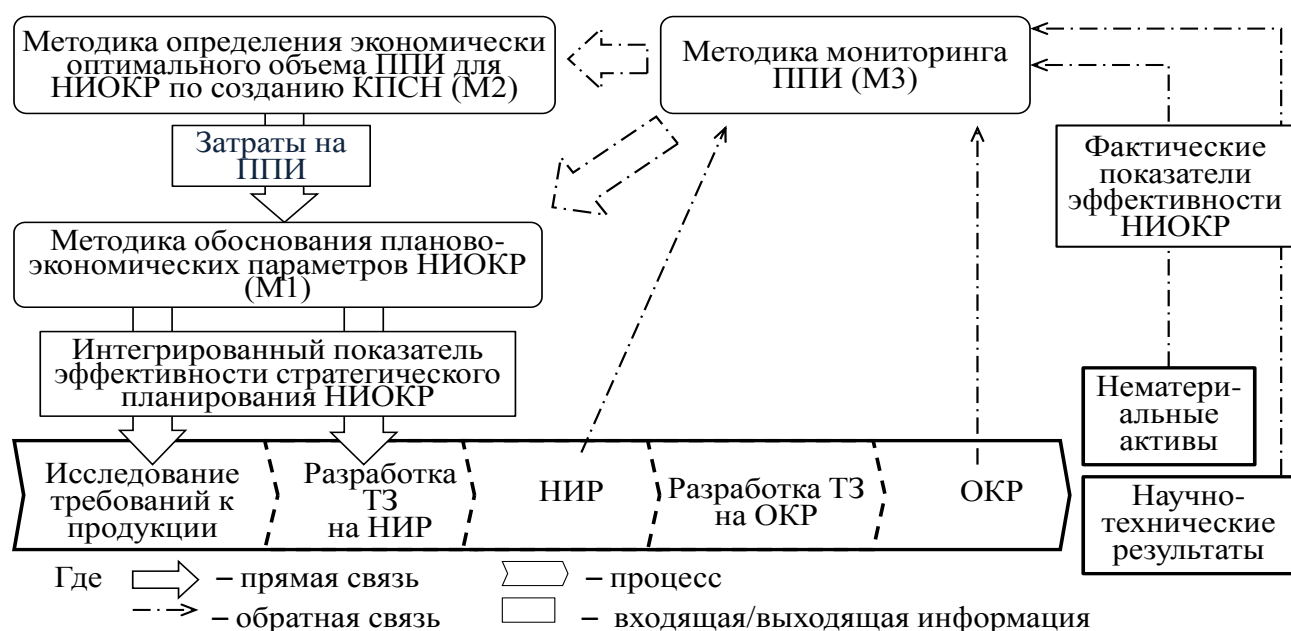 Методика определения экономически
оптимального объема ППИ для
НИОКР по созданию КПСН (М2)
Методика мониторинга
ППИ (М3)
Затраты на
ППИ
Фактические
показатели
эффективности
НИОКР
Методика обоснования планово-
экономических параметров НИОКР
(М1)
Интегрированный показатель
эффективности стратегического
планирования НИОКР
Нематери-
альные
активы
Исследование
требований к
продукции
Разработка
ТЗ
на НИР
НИР
Разработка ТЗ
на ОКР
ОКР
Научно-
технические
результаты
Где – прямая связь – процесс
– обратная связь – входящая/выходящая информация